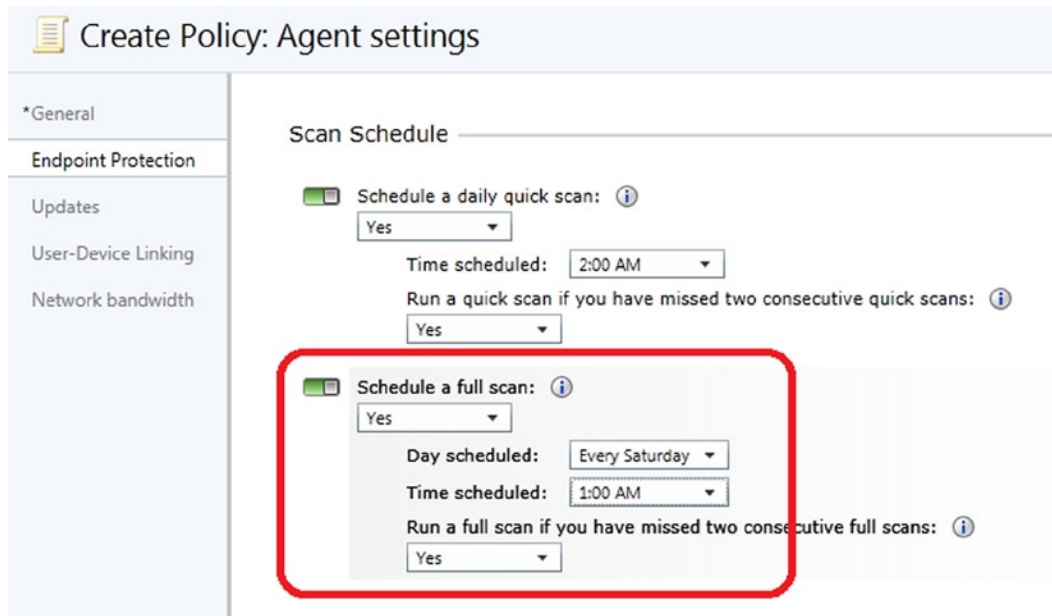 Create Policy: Agent settings
*General
Endpoint Protection
Updates
User-Device Linking
Network bandwidth
Scan Schedule
Schedule a daily quick scan:
Yes
Time scheduled: 2:00 AM
Run a quick scan if you have missed two consecutive quick scans:
Yes
Schedule a full scan:
Yes
Day scheduled: Every Saturday
Time scheduled: 1:00 AM
Run a full scan if you have missed two consecutive full scans:
Yes